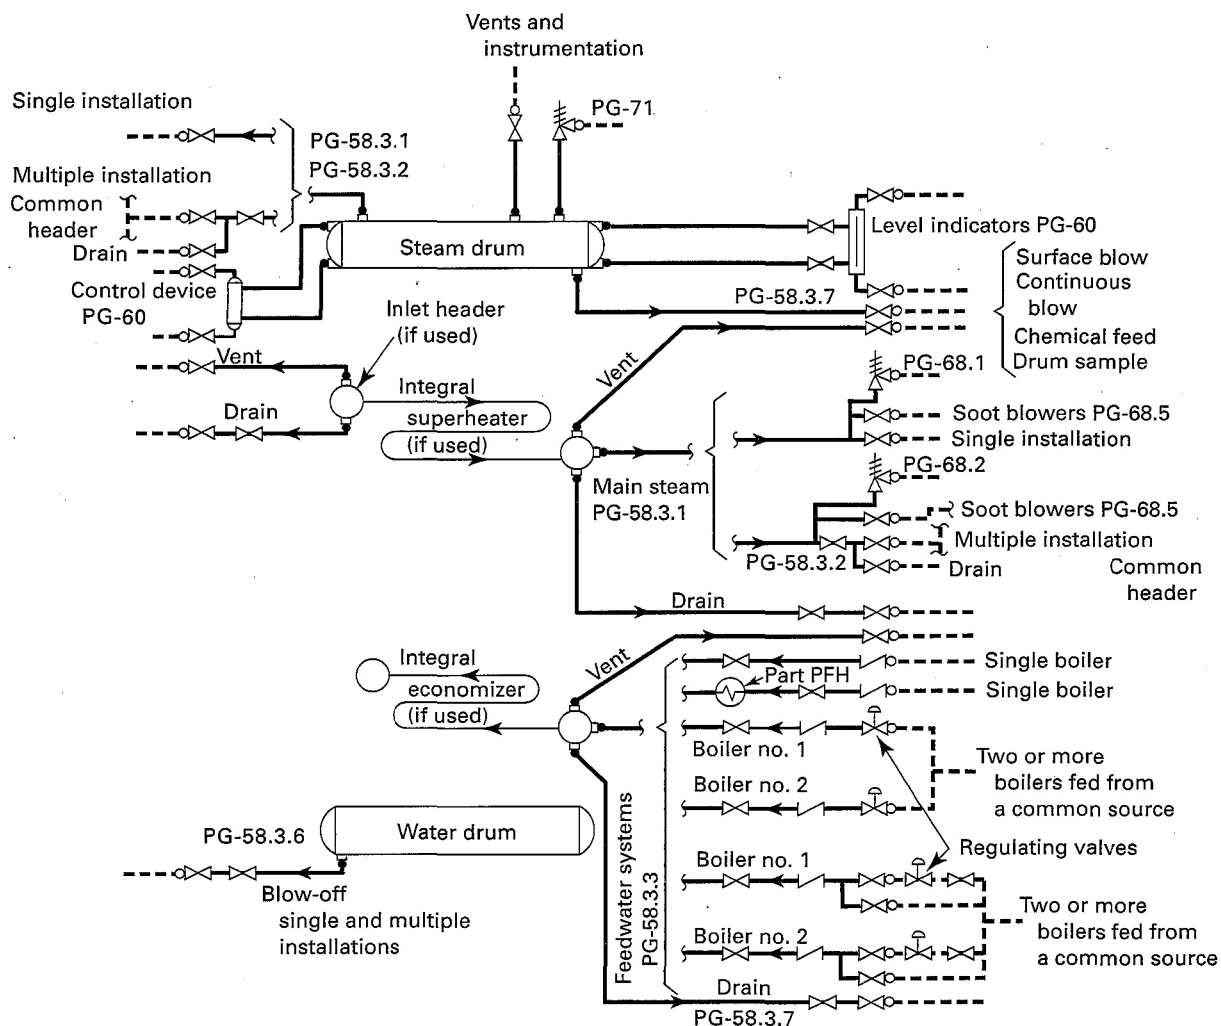 Vents and
instrumentation
Single installation
PG-71
PG-58.3.1
PG-58.3.2
Multiple installation
Common
header
Drain
Steam drum
Level indicators PG-60
Control device
PG-60
PG-58.3.7
Surface blow
Continuous
blow
Chemical feed
Drum sample
Inlet header
(if used)
Vent
Vent
PG-68.1
Integral
superheater
(if used)
Drain
Soot blowers PG-68.5
Single installation
PG-68.2
Main steam
PG-58.3.1
Soot blowers PG-68.5
Multiple installation
PG-58.3.2
Drain
Common
header
Drain
Vent
Integral
economizer
(if used)
Single boiler
Part PFH
Single boiler
Boiler no. 1
Two or more
boilers fed from
a common source
Boiler no. 2
PG-58.3.6
Water drum
Regulating valves
Blow-off
single and multiple
installations
Feedwater systems
PG-58.3.3
Boiler no. 1
Two or more
boilers fed from
a common source
Boiler no. 2
Drain
PG-58.3.7